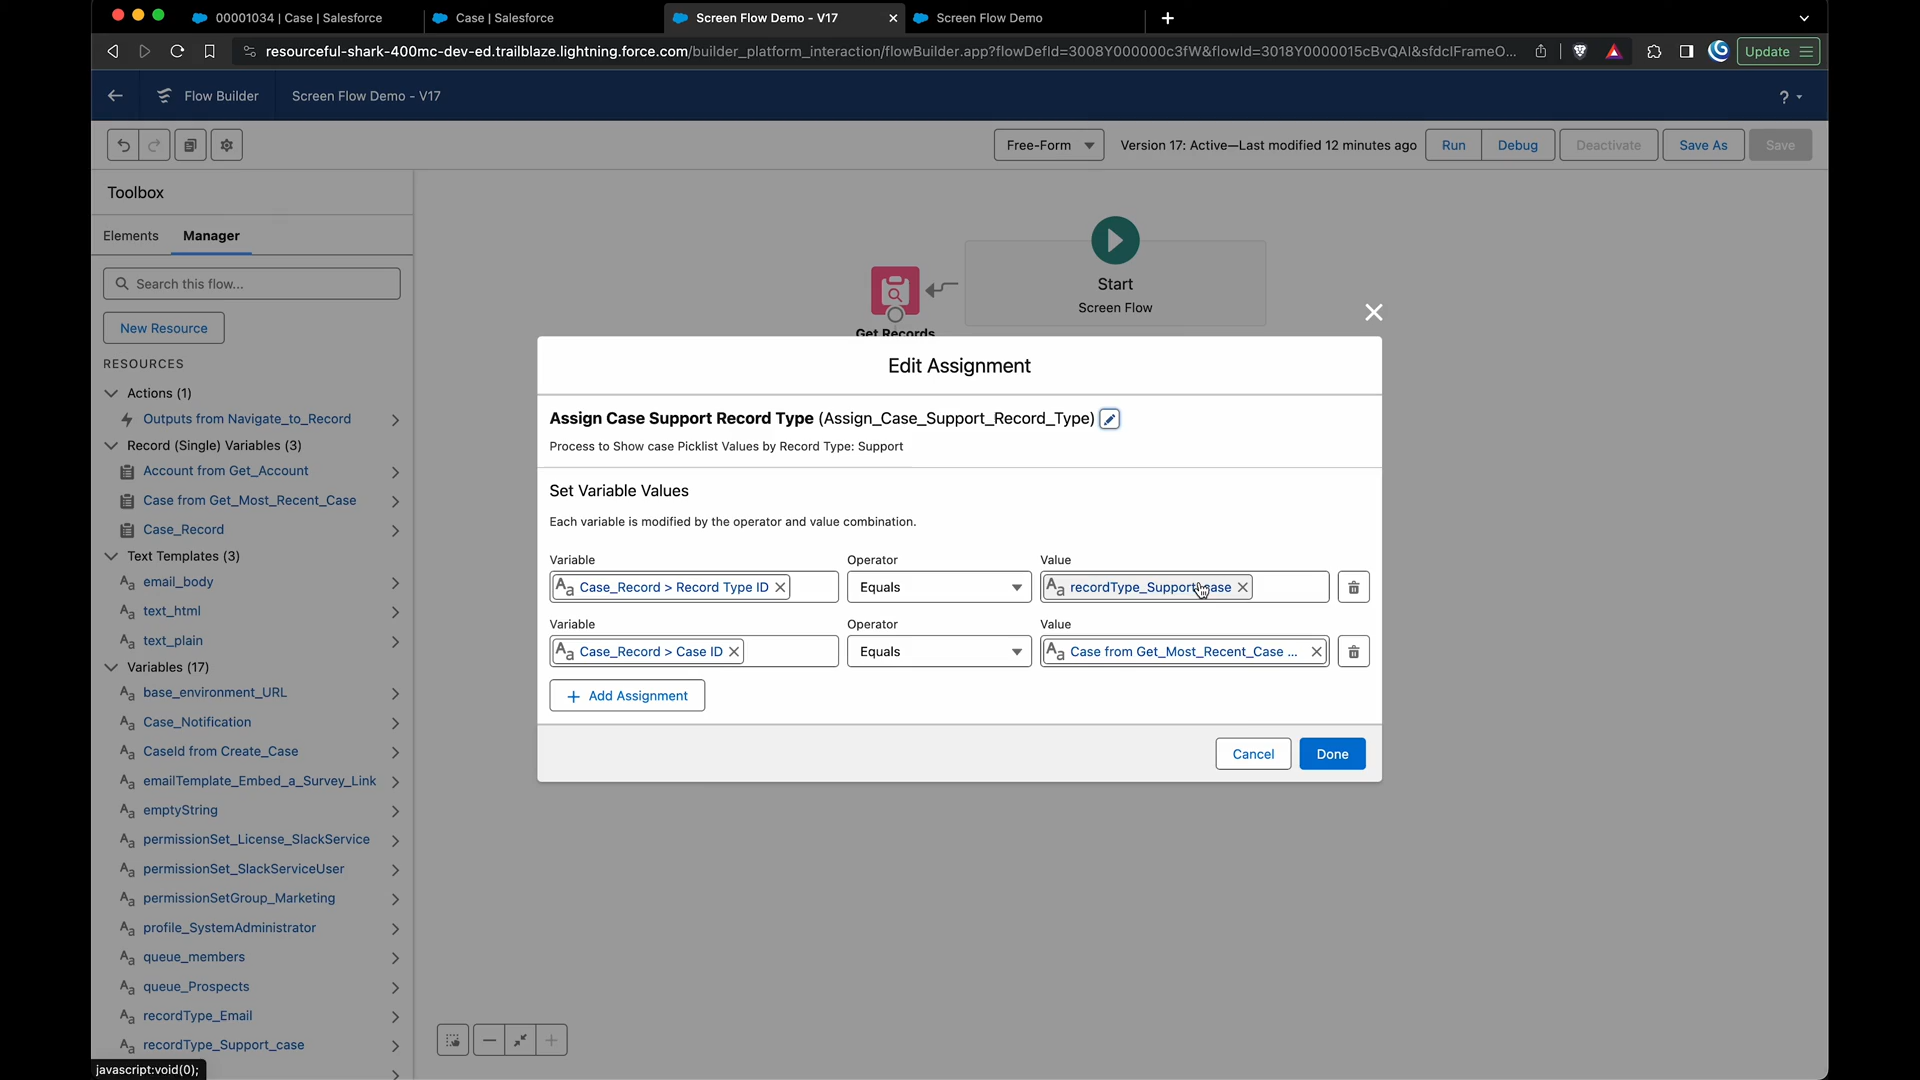 00001034 | Case | Salesforce
Case | Salesforce
Screen Flow Demo - V17
Screen Flow Demo
resourceful-shark-400mc-dev-ed.trailblaze.lightning.force.com/builder_platform_interaction/flowBuilder.app?flowDefId=3008Y000000c3fW&flowId=3018Y0000015cBvQAI&sfdcIFrameO...
Update
Flow Builder
Screen Flow Demo - V17
?
Free-Form
Version 17: Active—Last modified 12 minutes ago
Run
Debug
Deactivate
Save As
Save
Toolbox
Elements
Manager
Search this flow...
New Resource
RESOURCES
Actions (1)
Outputs from Navigate_to_Record
Record (Single) Variables (3)
Account from Get_Account
Case from Get_Most_Recent_Case
Case_Record
Text Templates (3)
email_body
text_html
text_plain
Variables (17)
base_environment_URL
Case_Notification
CaseId from Create_Case
emailTemplate_Embed_a_Survey_Link
emptyString
permissionSet_License_SlackService
permissionSet_SlackServiceUser
permissionSetGroup_Marketing
profile_SystemAdministrator
queue_members
queue_Prospects
recordType_Email
recordType_Support_case
javascript:void(0);
Start
Screen Flow
Get Records
Edit Assignment
Assign Case Support Record Type (Assign_Case_Support_Record_Type)
Process to Show case Picklist Values by Record Type: Support
Set Variable Values
Each variable is modified by the operator and value combination.
Variable Operator Value
Aa Case_Record > Record Type ID Equals Aa recordType_Support_case
Variable Operator Value
Aa Case_Record > Case ID Equals Aa Case from Get_Most_Recent_Case ...
+ Add Assignment
Cancel
Done